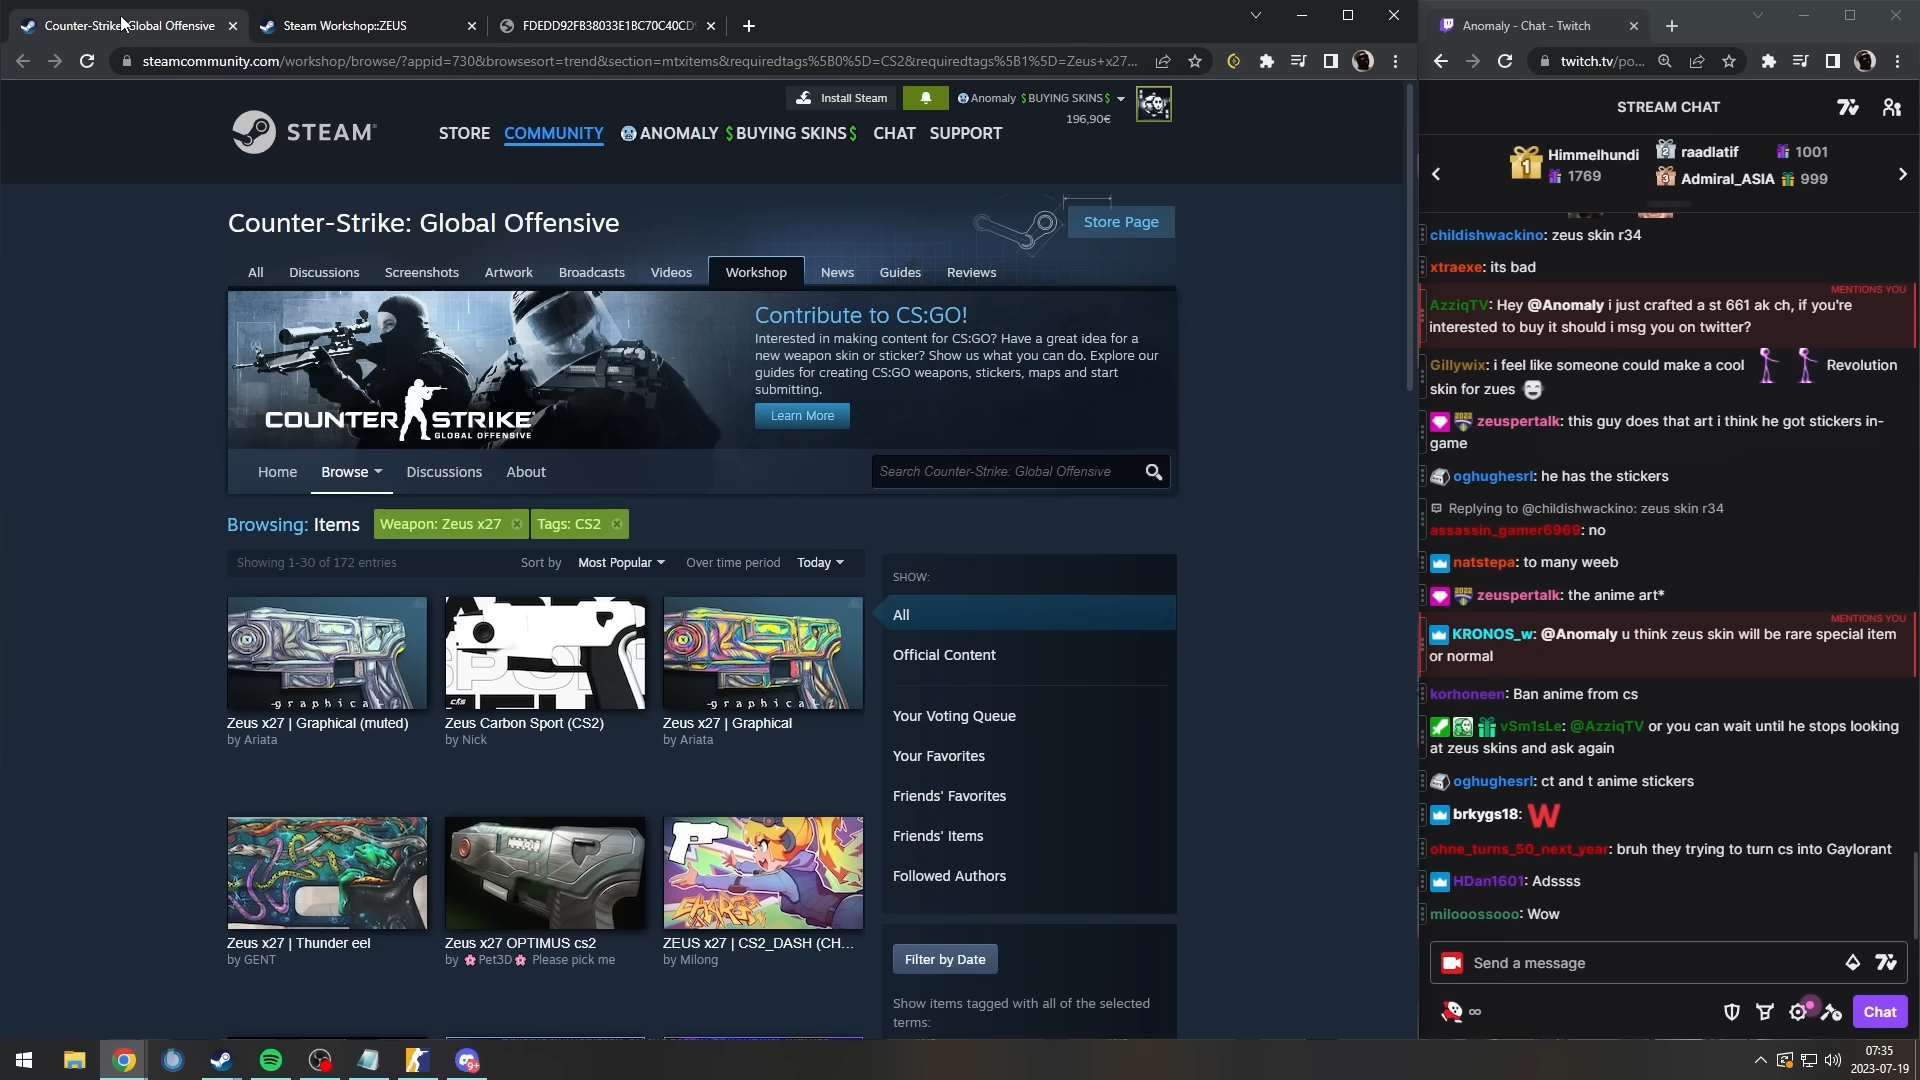 Counter-Strike: Global Offensive
Steam Workshop::ZEUS
FDEDD92FB38033E1BC70C40CD
Anomaly - Chat - Twitch
steamcommunity.com/workshop/browse/?appid=730&browsesort=trend&section=mtxitems&requiredtags%5B0%5D=CS2&requiredtags%5B1%5D=Zeus+x27...
twitch.tv/po...
Install Steam
Anomaly $BUYING SKINS$
196,90€
STEAM
STORE COMMUNITY ANOMALY $BUYING SKINS$ CHAT SUPPORT
Counter-Strike: Global Offensive
Store Page
All Discussions Screenshots Artwork Broadcasts Videos Workshop News Guides Reviews
COUNTER STRIKE
GLOBAL OFFENSIVE
Contribute to CS:GO!
Interested in making content for CS:GO? Have a great idea for a
new weapon skin or sticker? Show us what you can do. Explore our
guides for creating CS:GO weapons, stickers, maps and start
submitting.
Learn More
Home Browse Discussions About
Search Counter-Strike: Global Offensive
Browsing: Items Weapon: Zeus x27 Tags: CS2
Showing 1-30 of 172 entries
Sort by Most Popular Over time period Today
-graphical
-graphical
Zeus x27 | Graphical (muted)
by Ariata
Zeus Carbon Sport (CS2)
by Nick
Zeus x27 | Graphical
by Ariata
Zeus x27 | Thunder eel
by GENT
Zeus x27 OPTIMUS cs2
by 🌸Pet3D🌸 Please pick me
ZEUS x27 | CS2_DASH (CH...
by Milong
SHOW:
All
Official Content
Your Voting Queue
Your Favorites
Friends' Favorites
Friends' Items
Followed Authors
Filter by Date
Show items tagged with all of the selected
terms:
STREAM CHAT
1 Himmelhundi
1769
2 raadlatif 1001
3 Admiral_ASIA 999
childishwackino: zeus skin r34
xtraexe: its bad
MENTIONS YOU
AzziqTV: Hey @Anomaly i just crafted a st 661 ak ch, if you're
interested to buy it should i msg you on twitter?
Gillywix: i feel like someone could make a cool Revolution
skin for zues
zeuspertalk: this guy does that art i think he got stickers in-
game
oghughesrl: he has the stickers
Replying to @childishwackino: zeus skin r34
assassin_gamer6969: no
natstepa: to many weeb
zeuspertalk: the anime art*
MENTIONS YOU
KRONOS_w: @Anomaly u think zeus skin will be rare special item
or normal
korhoneen: Ban anime from cs
vSm1sLe: @AzziqTV or you can wait until he stops looking
at zeus skins and ask again
oghughesrl: ct and t anime stickers
brkygs18: W
ohne_turns_50_next_year: bruh they trying to turn cs into Gaylorant
HDan1601: Adssss
milooossooo: Wow
Send a message
∞
Chat
9+
07:35
2023-07-19